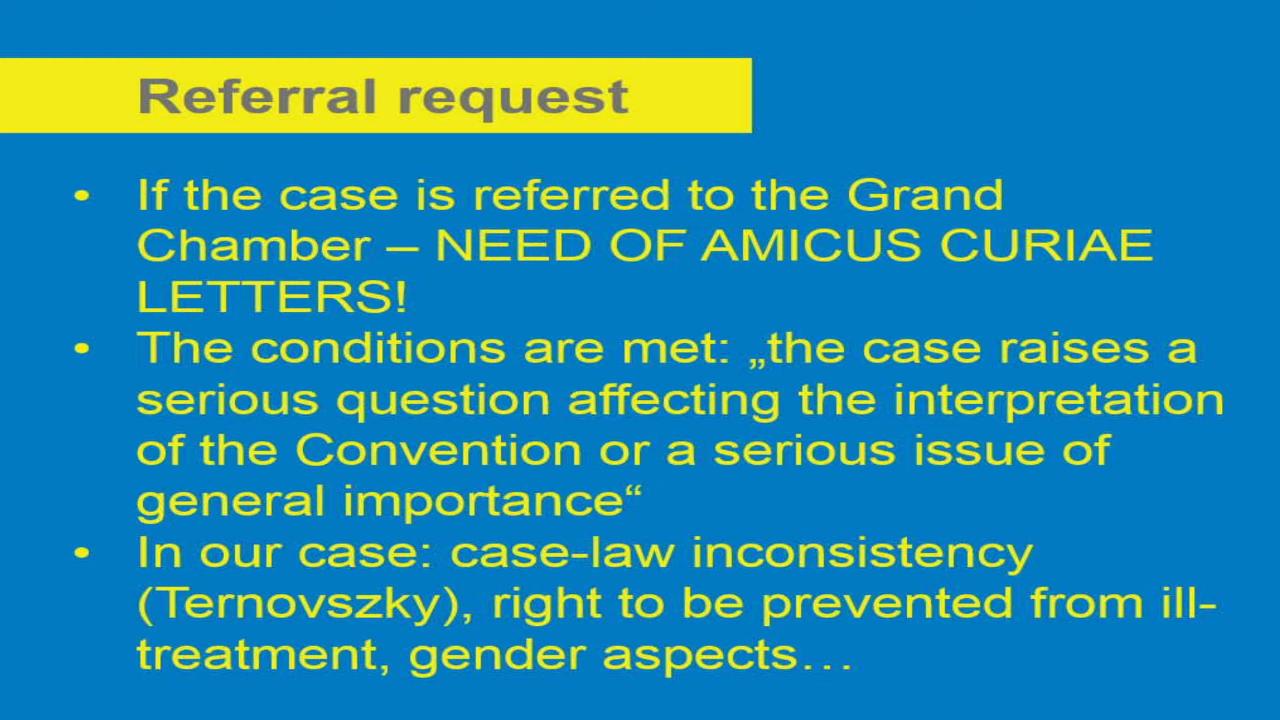 Referral request
• If the case is referred to the Grand
Chamber – NEED OF AMICUS CURIAE
LETTERS!
• The conditions are met: „the case raises a
serious question affecting the interpretation
of the Convention or a serious issue of
general importance“
• In our case: case-law inconsistency
(Ternovszky), right to be prevented from ill-
treatment, gender aspects…